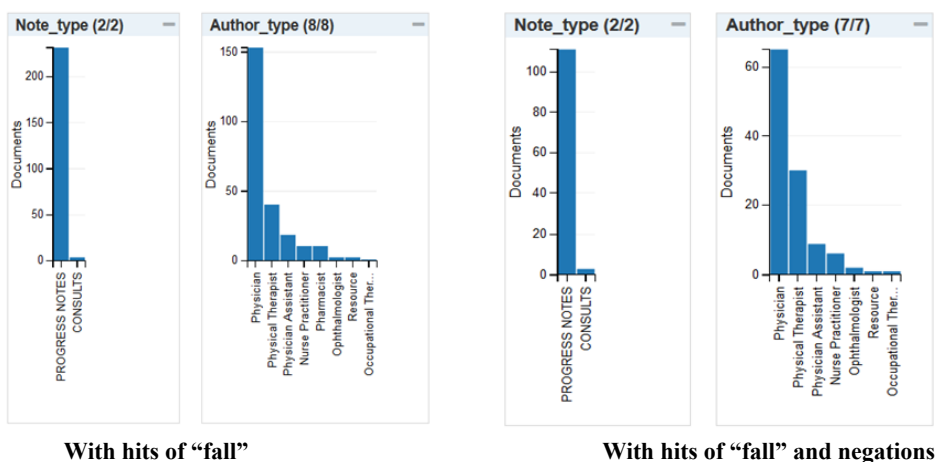 Note_type (2/2)
Documents
200
150
100
50
0
PROGRESS NOTES
CONSULTS
Author_type (8/8)
Documents
150
100
50
0
Physician
Physical Therapist
Physician Assistant
Nurse Practitioner
Pharmacist
Ophthalmologist
Resource
Occupational Ther...
With hits of “fall”
Note_type (2/2)
Documents
100
80
60
40
20
0
PROGRESS NOTES
CONSULTS
Author_type (7/7)
Documents
60
40
20
0
Physician
Physical Therapist
Physician Assistant
Nurse Practitioner
Ophthalmologist
Resource
Occupational Ther...
With hits of “fall” and negations